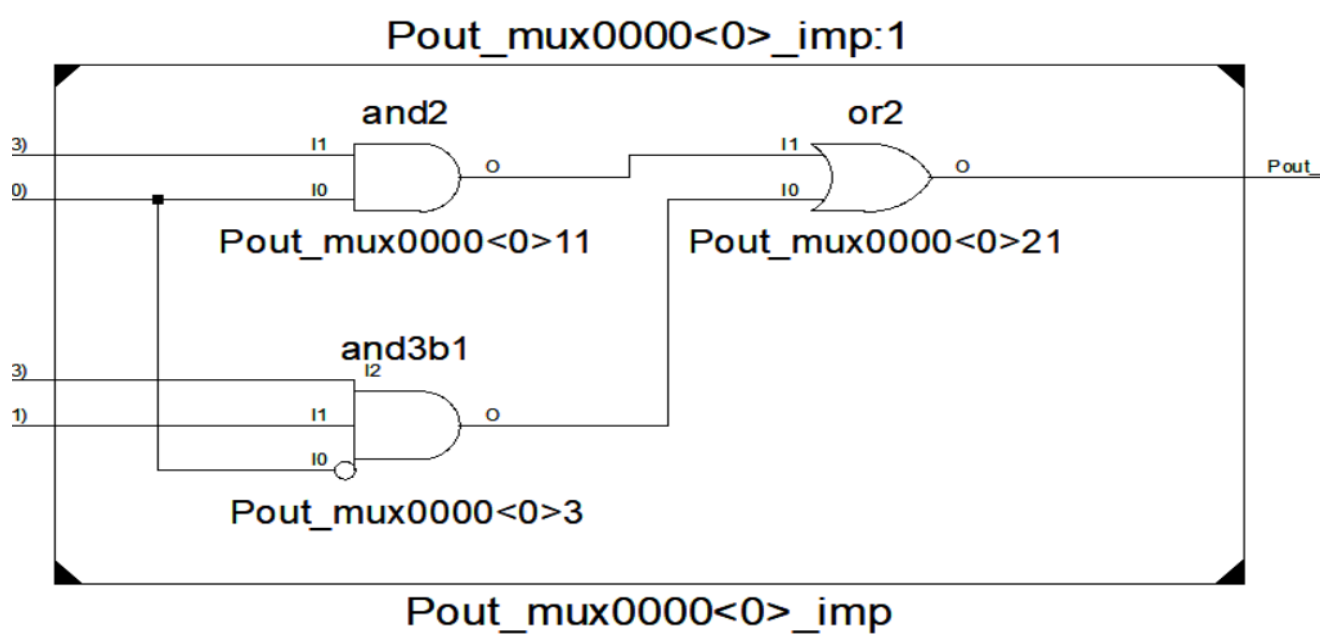 Pout_mux0000<0>_imp:1
and2
or2
3)
I1
O
I1
O
Pout_
0)
I0
I0
Pout_mux0000<0>11
Pout_mux0000<0>21
and3b1
3)
I2
1)
I1
O
I0
Pout_mux0000<0>3
Pout_mux0000<0>_imp